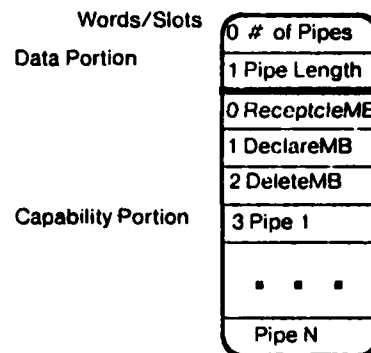 Words/Slots
0 # of Pipes
Data Portion
1 Pipe Length
0 ReceptcleMB
1 DeclareMB
2 DeleteMB
Capability Portion
3 Pipe 1
. . .
Pipe N